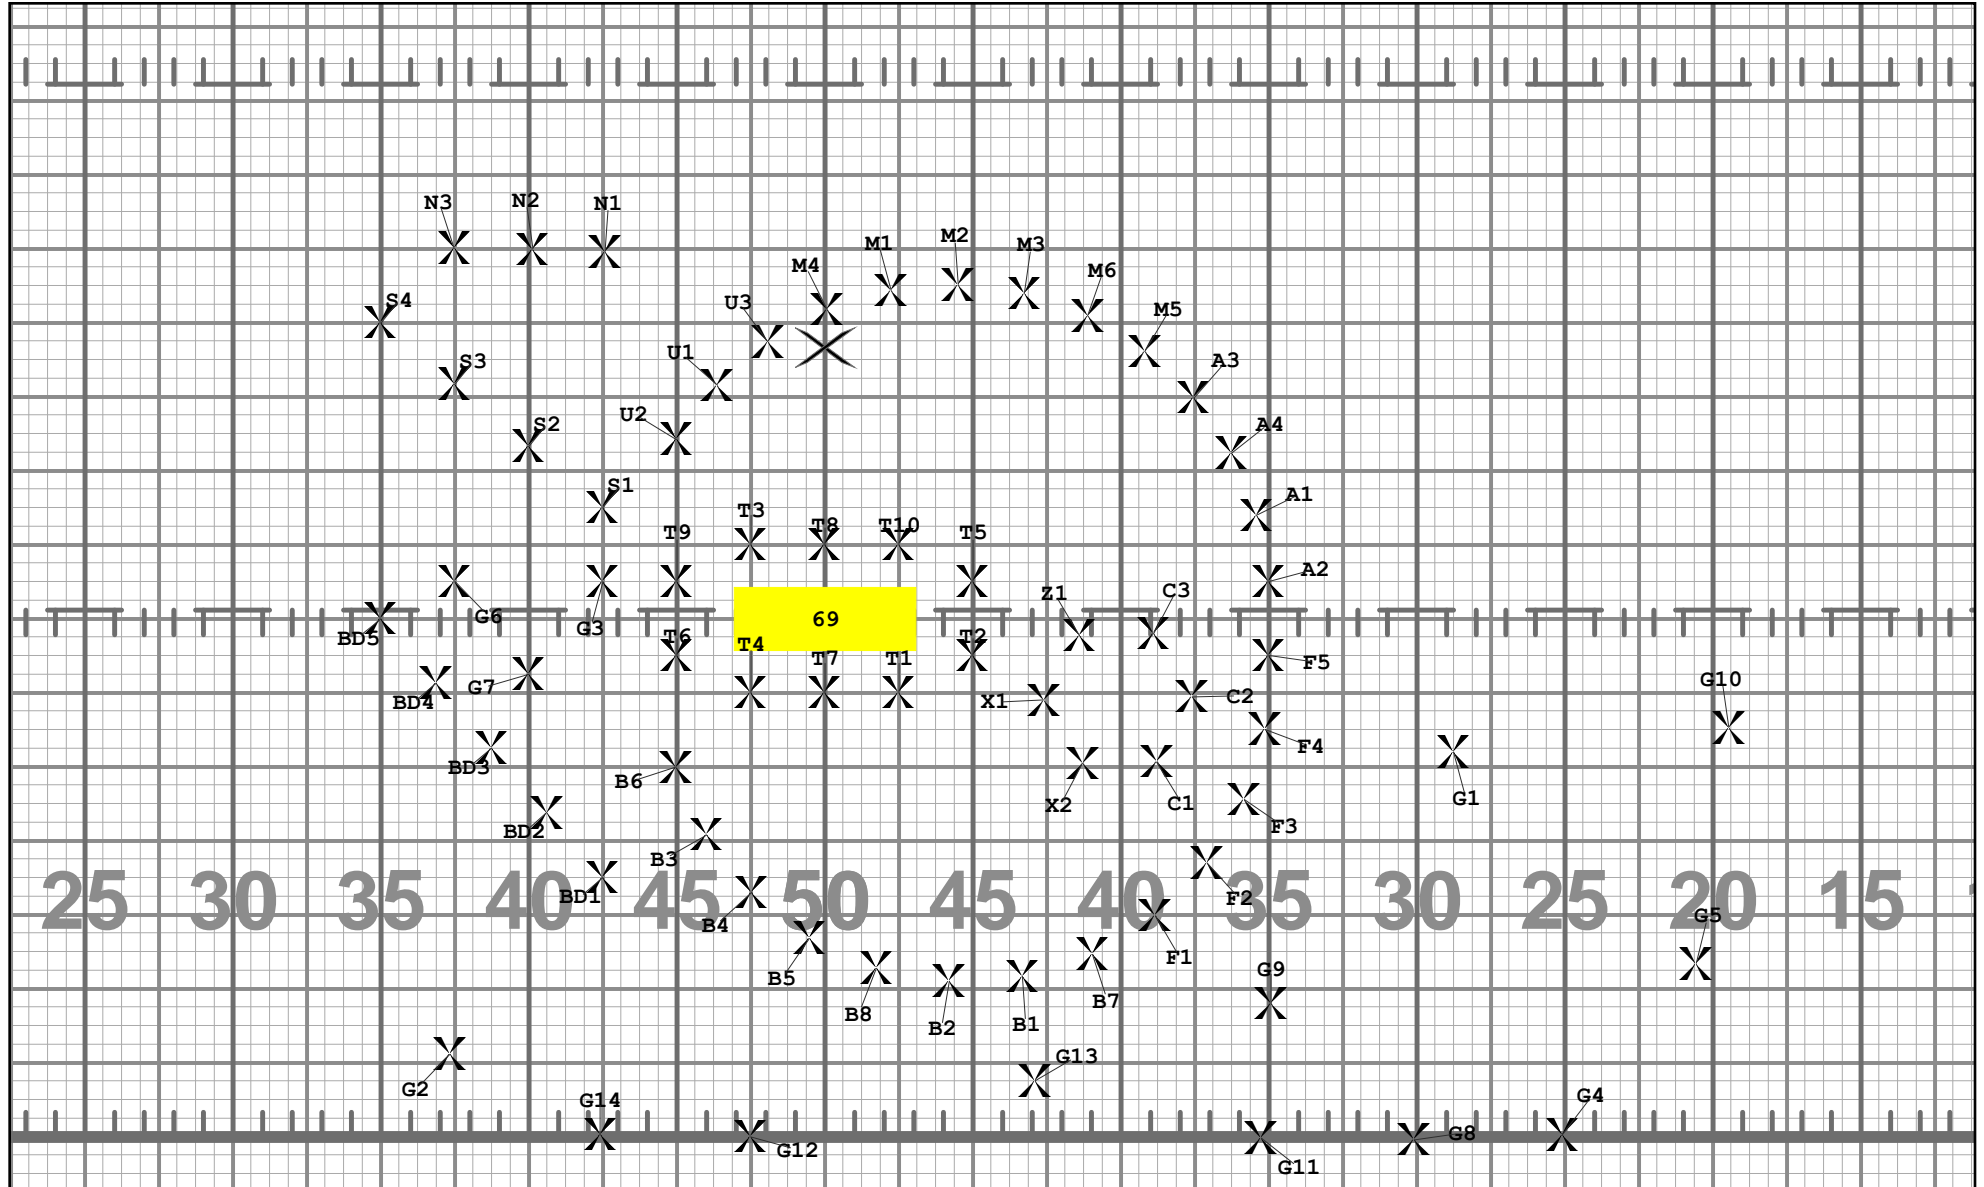 N3 N2 N1
M1 M2 M3
M4 M6
S4 U3 M5
U1 A3
S3
U2 S2 A4
S1 A1
T3 T8 T10 T5
T9
A2
Z1 C3
G6 69
BD5 G3 T6 T4 T2
T7 T1 F5
G7 G10
BD4 X1 C2
F4
BD3 B6
X2 C1 G1
BD2 F3
B3
25 30 35 40 45 50 45 40 35 30 25 20 15
BD1 F2
B4 G5
F1
B5 G9
B8 B2 B1 B7
G13
G2 G14 G4
G12 G8
G11